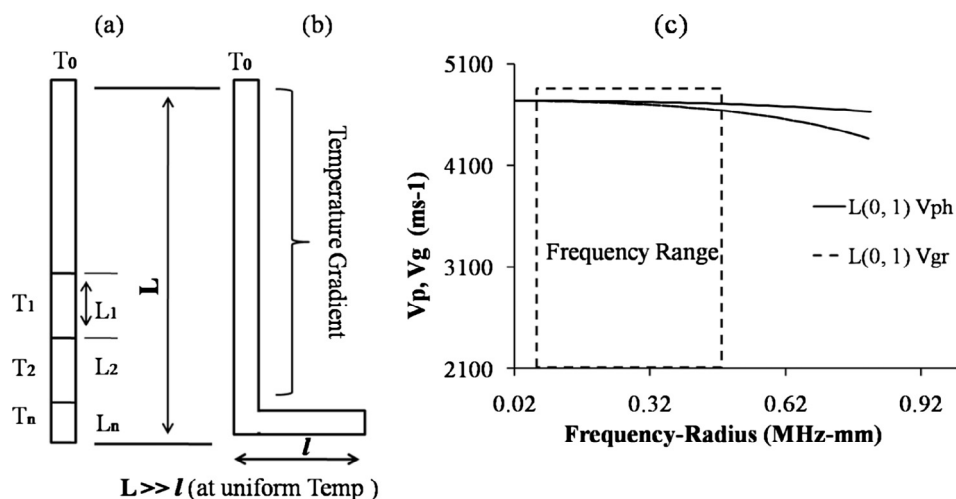 (a)
(b)
(c)
T0
T0
T1
L1
T2
L2
Tn
Ln
L
Temperature Gradient
l
L >> l (at uniform Temp )
5100
4100
3100
2100
Vp, Vg (ms-1)
Frequency Range
L(0, 1) Vph
L(0, 1) Vgr
0.02
0.32
0.62
0.92
Frequency-Radius (MHz-mm)